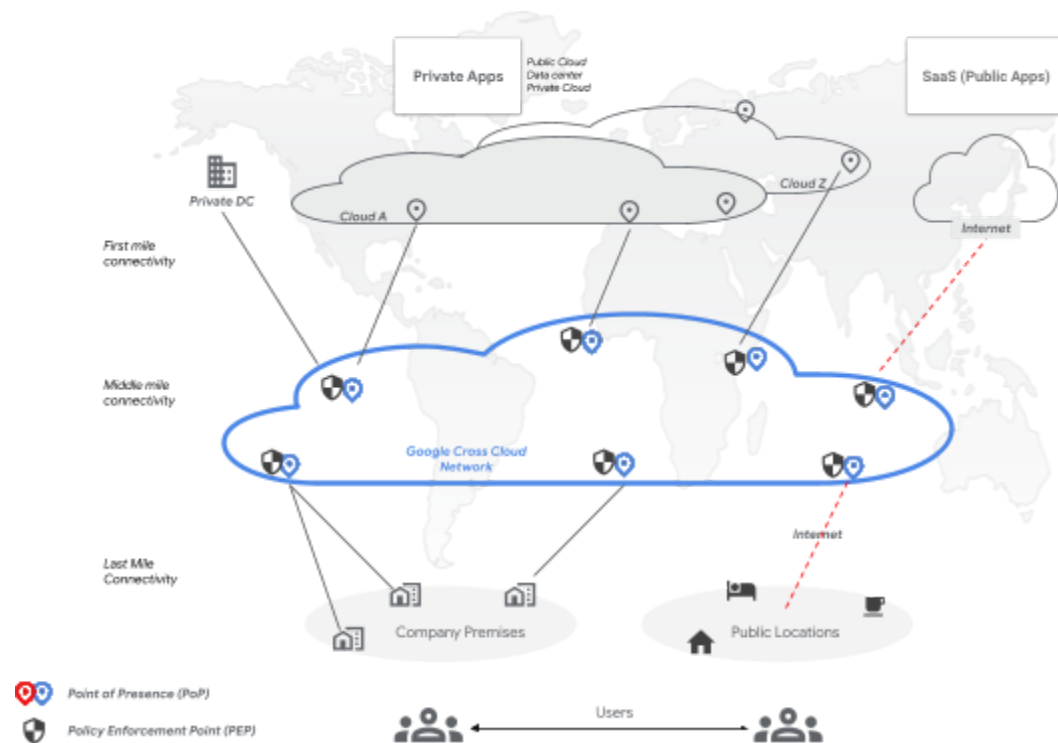 Private Apps
Public Cloud
Data center
Private Cloud
SaaS (Public Apps)
Private DC
Cloud A
Cloud Z
Internet
First mile
connectivity
Middle mile
connectivity
Google Cross Cloud
Network
Internet
Last Mile
Connectivity
Company Premises
Public Locations
Point of Presence (PoP)
Policy Enforcement Point (PEP)
Users